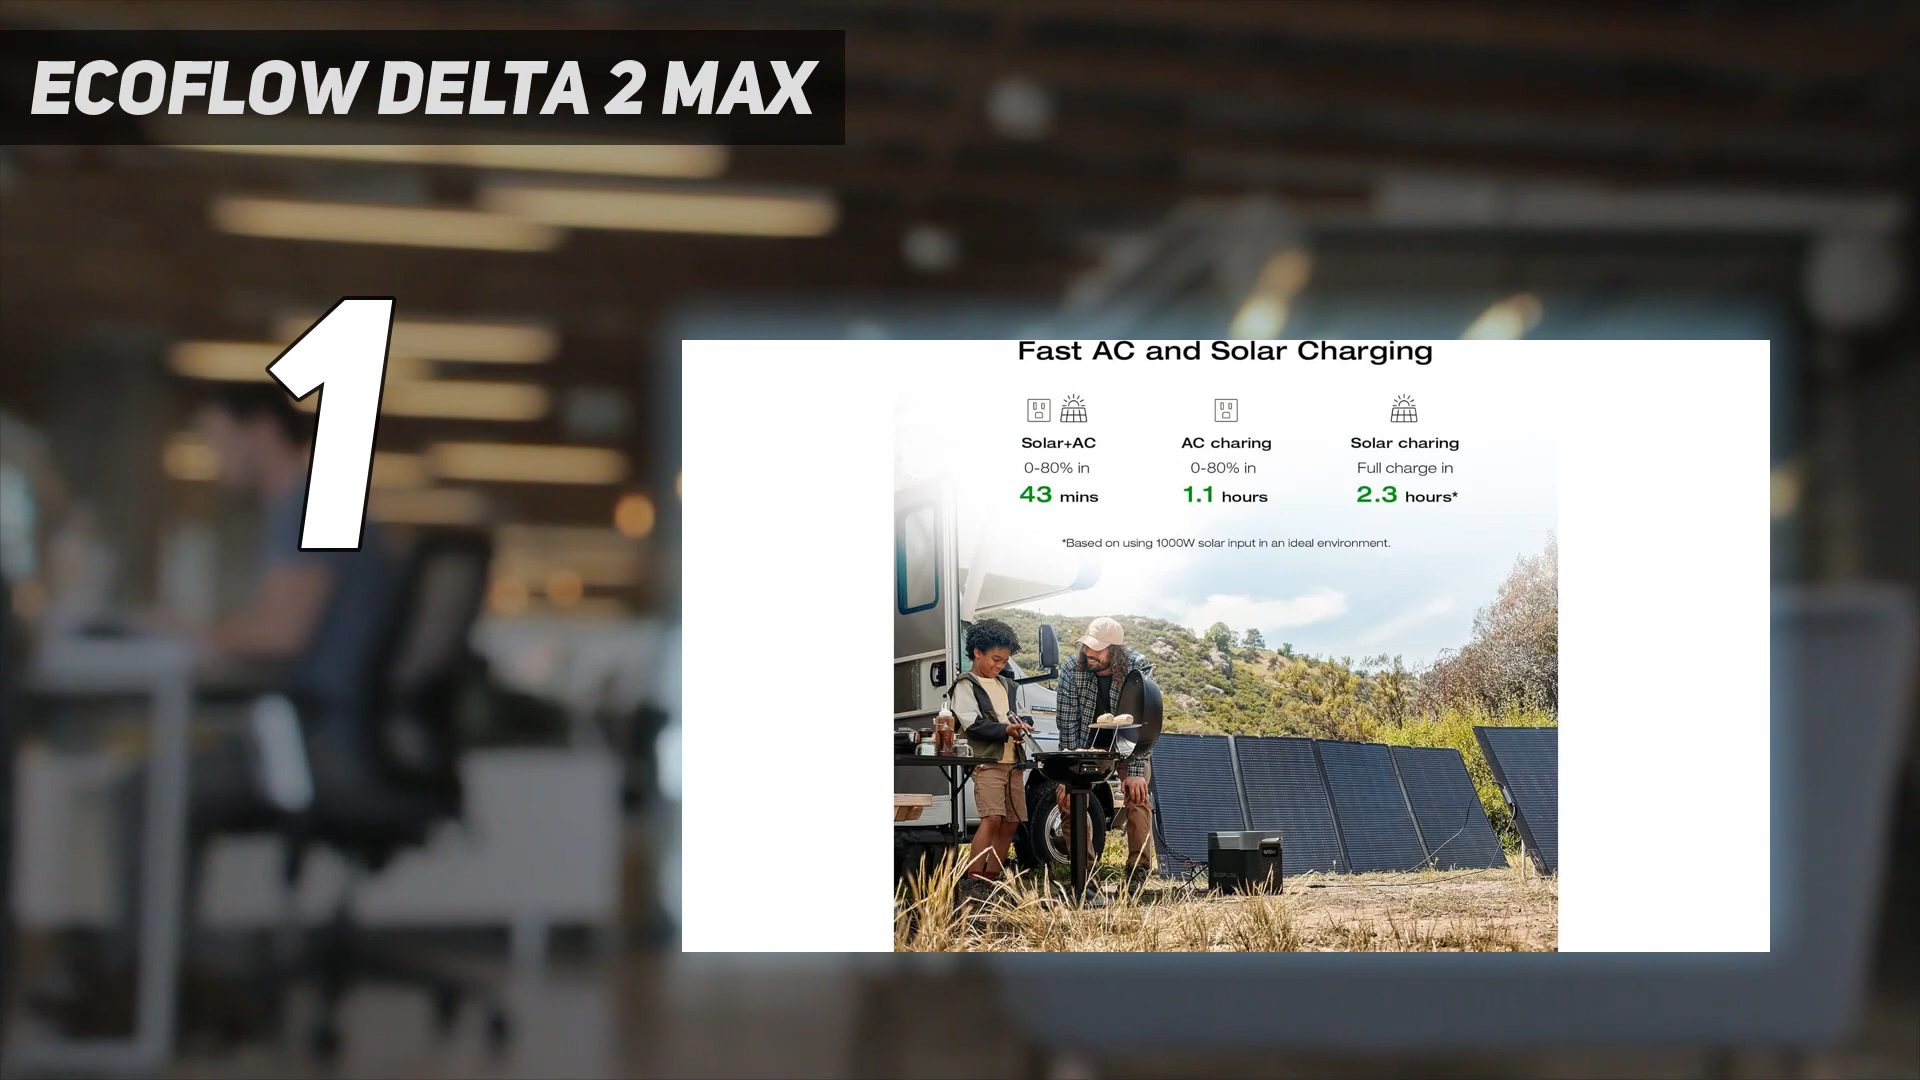 ECOFLOW DELTA 2 MAX
1
Fast AC and Solar Charging
Solar+AC
0-80% in
43 mins
AC charing
0-80% in
1.1 hours
Solar charing
Full charge in
2.3 hours*
*Based on using 1000W solar input in an ideal environment.
ECOFLOW